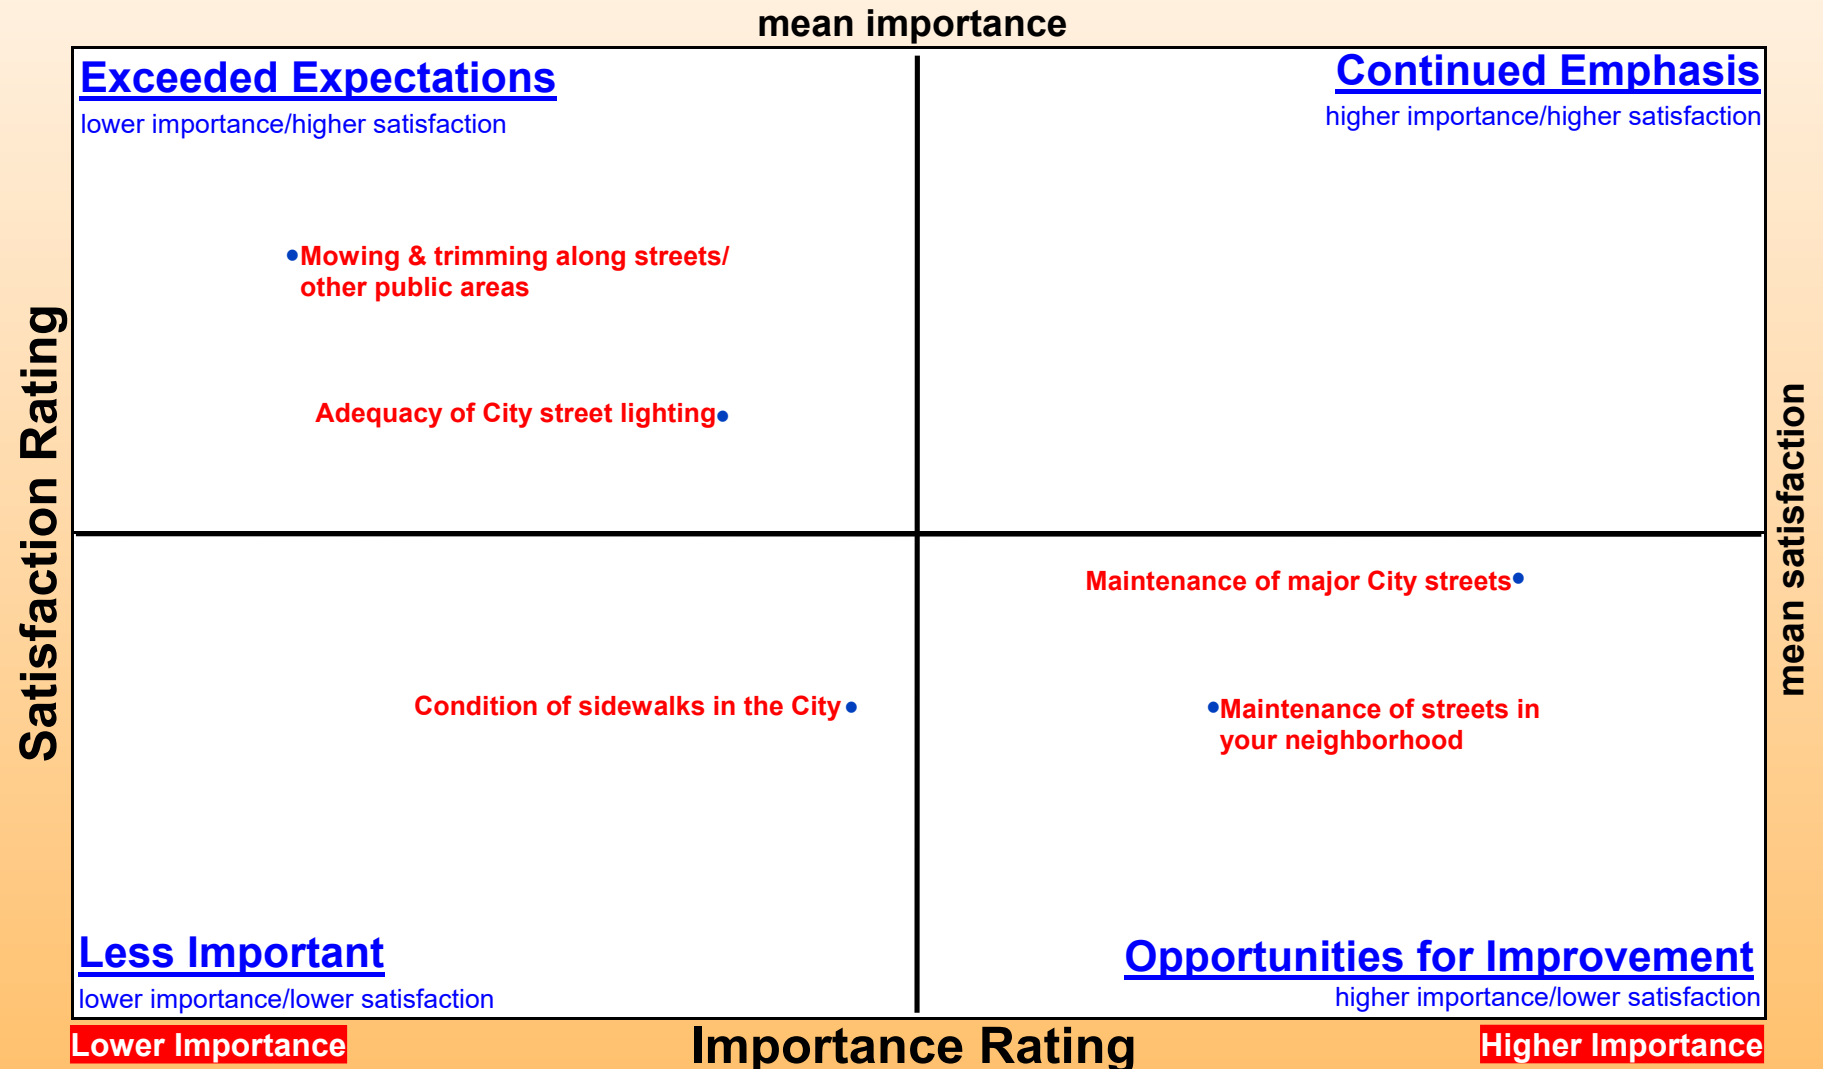 mean importance
Exceeded Expectations
lower importance/higher satisfaction
Continued Emphasis
higher importance/higher satisfaction
Mowing & trimming along streets/
other public areas
Adequacy of City street lighting
Satisfaction Rating
mean satisfaction
Maintenance of major City streets
Condition of sidewalks in the City
Maintenance of streets in
your neighborhood
Less Important
lower importance/lower satisfaction
Opportunities for Improvement
higher importance/lower satisfaction
Lower Importance
Importance Rating
Higher Importance